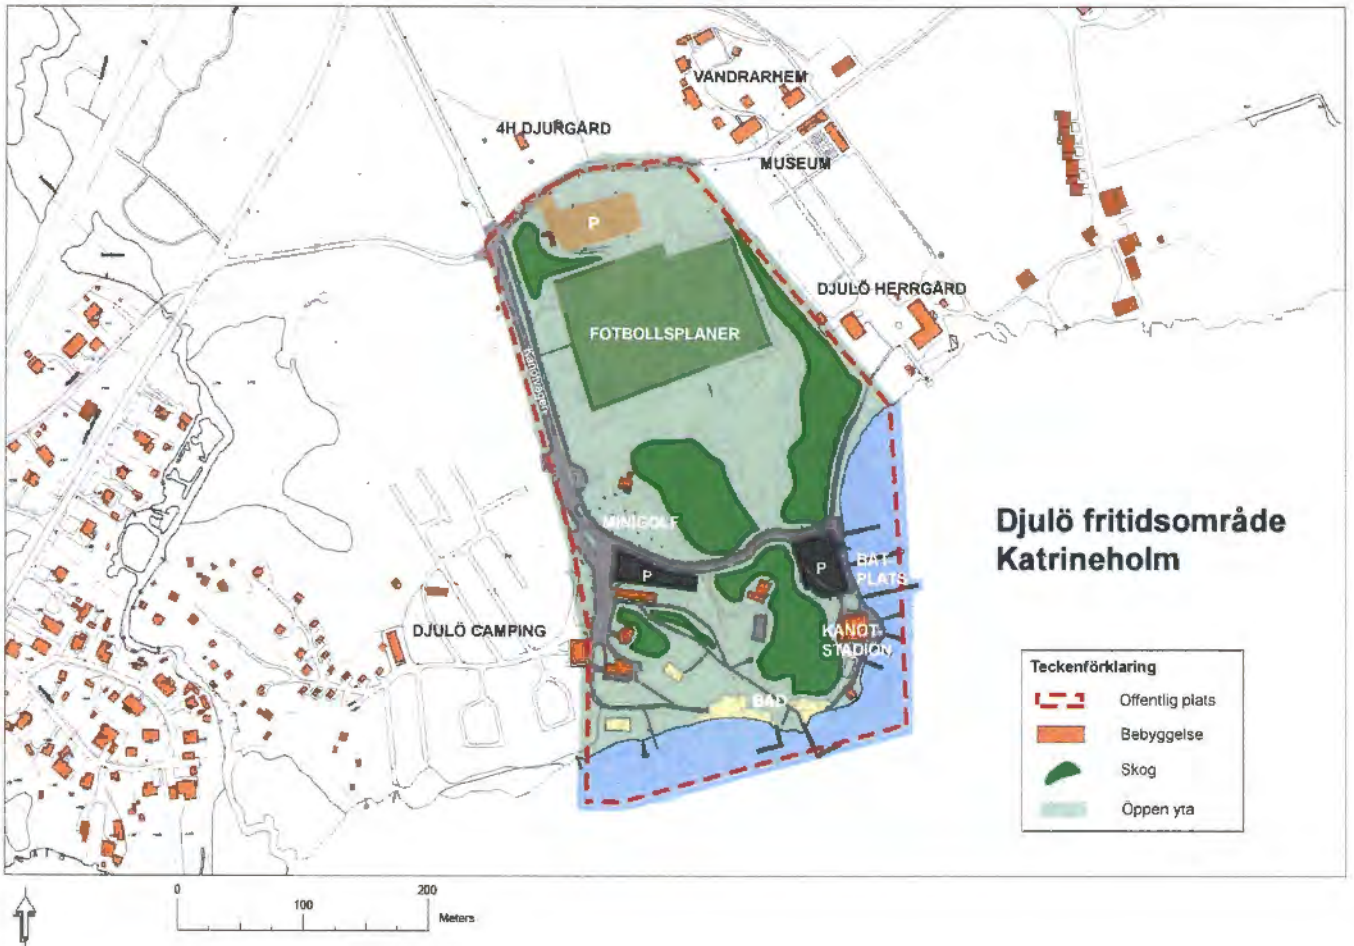 VANDRARHEM
4H DJURGÅRD
MUSEUM
P
DJULÖ HERRGÅRD
FOTBOLLSPLANER
Kanotvägen
MINIGOLF
P
P
BÅT-
PLATS
DJULÖ CAMPING
KANOT-
STADION
BAD
Djulö fritidsområde
Katrineholm
Teckenförklaring
Offentlig plats
Bebyggelse
Skog
Öppen yta
0
200
100
Meters